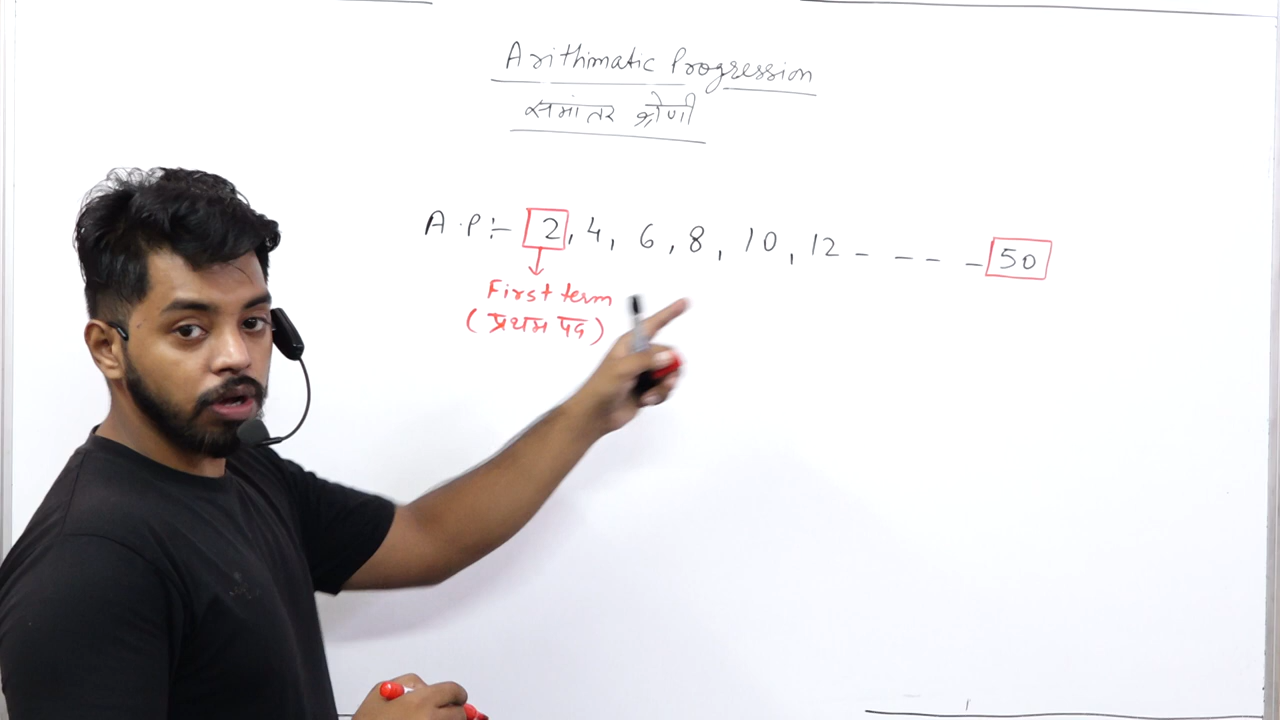 Arithimatic Progression
समांतर श्रेणी
A.P:- 2, 4, 6, 8, 10, 12 - - - - 50
First term
(प्रथम पद)